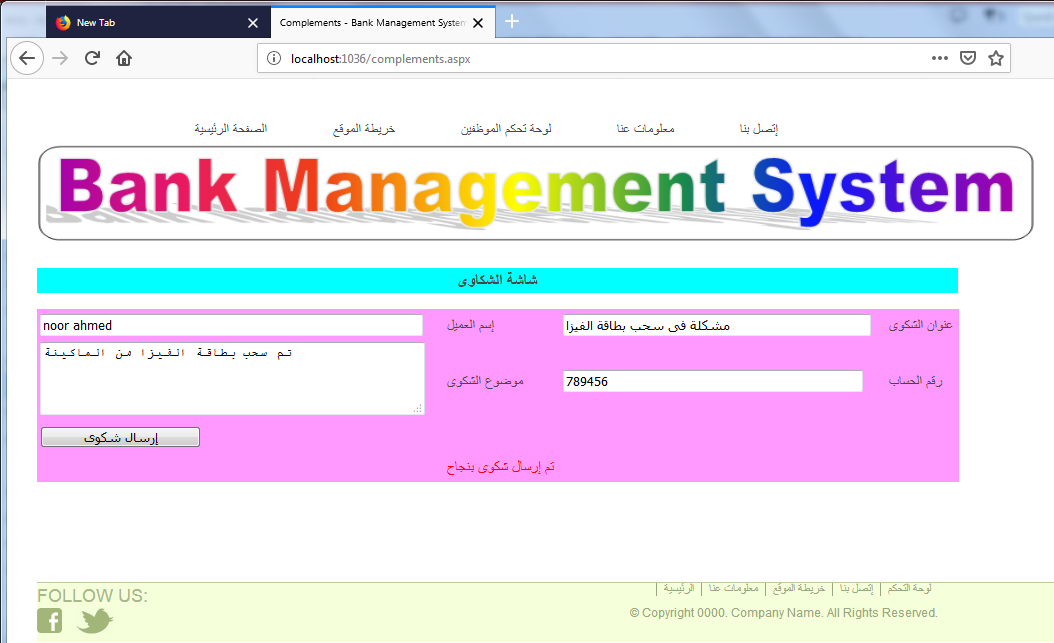 New Tab
Complements - Bank Management System
localhost:1036/complements.aspx
إتصل بنا معلومات عنا لوحة تحكم الموظفين خريطة الموقع الصفحة الرئيسية
Bank Management System
شاشة الشكاوى
عنوان الشكوى مشكلة فى سحب بطاقة الفيزا إسم العميل noor ahmed
رقم الحساب 789456 موضوع الشكوى تم سحب بطاقة الفيزا من الماكينة
إرسال شكوى
تم إرسال شكوى بنجاح
FOLLOW US:
لوحة التحكم | إتصل بنا | خريطة الموقع | معلومات عنا | الرئيسية |
© Copyright 0000. Company Name. All Rights Reserved.